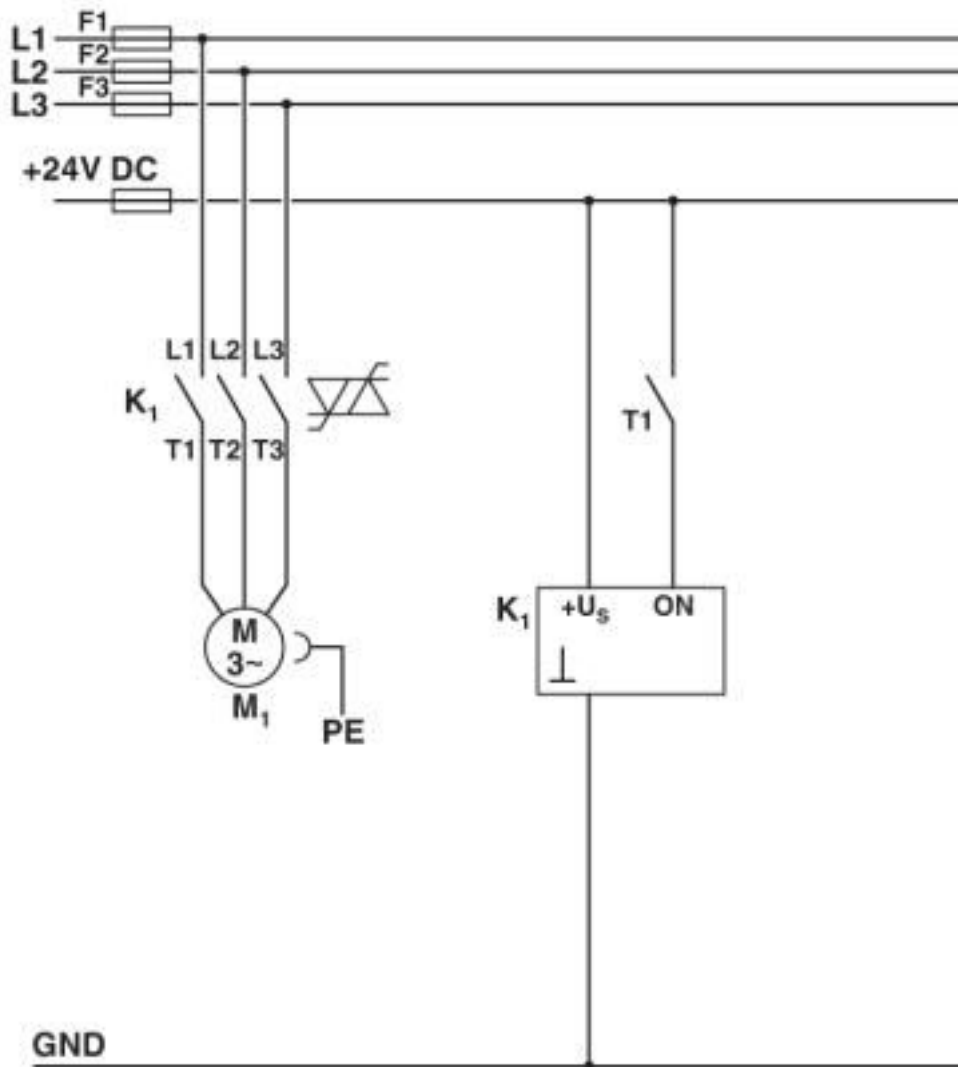 F1
L1
F2
L2
F3
L3
+24V DC
L1 L2 L3
K₁
T1 T2 T3
T1
M
3~
M₁
PE
K₁
+Uₛ ON
⊥
GND